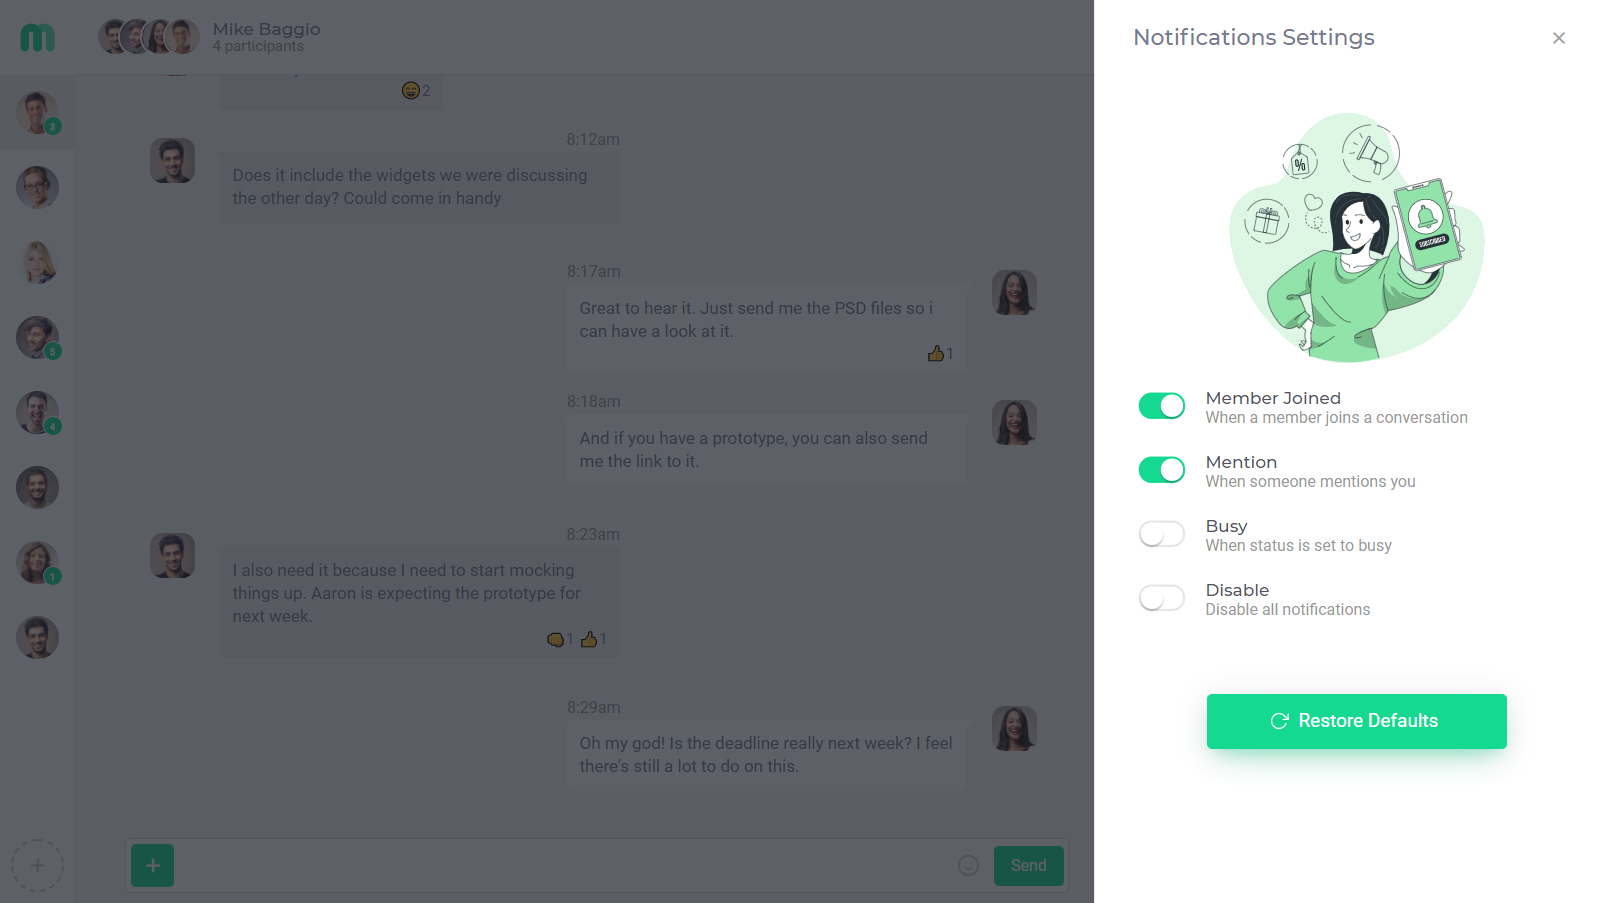 m
Mike Baggio
4 participants
3
5
4
1
2
8:12am
Does it include the widgets we were discussing
the other day? Could come in handy
8:17am
Great to hear it. Just send me the PSD files so i
can have a look at it.
1
8:18am
And if you have a prototype, you can also send
me the link to it.
8:23am
I also need it because I need to start mocking
things up. Aaron is expecting the prototype for
next week.
1 1
8:29am
Oh my god! Is the deadline really next week? I feel
there's still a lot to do on this.
+
+
Send
Notifications Settings
×
%
SUBSCRIBED
Member Joined
When a member joins a conversation
Mention
When someone mentions you
Busy
When status is set to busy
Disable
Disable all notifications
Restore Defaults